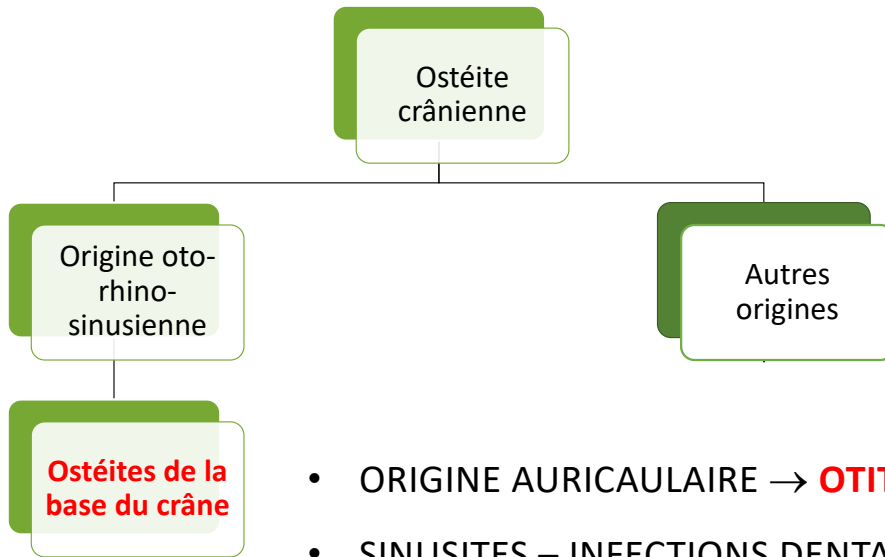 Ostéite
crânienne
Origine oto-
rhino-
sinusienne
Autres
origines
Ostéites de la
base du crâne
• ORIGINE AURICAULAIRE → OTIT
• SINUSITES – INFECTIONS DENTA